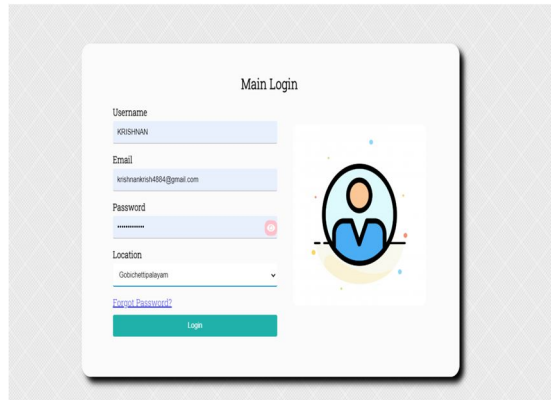 Main Login
Username
KRISHNAN
Email
krishnankrish4884@gmail.com
Password
•••••••••••••
Location
Gobichettipalayam
Forgot Password?
Login